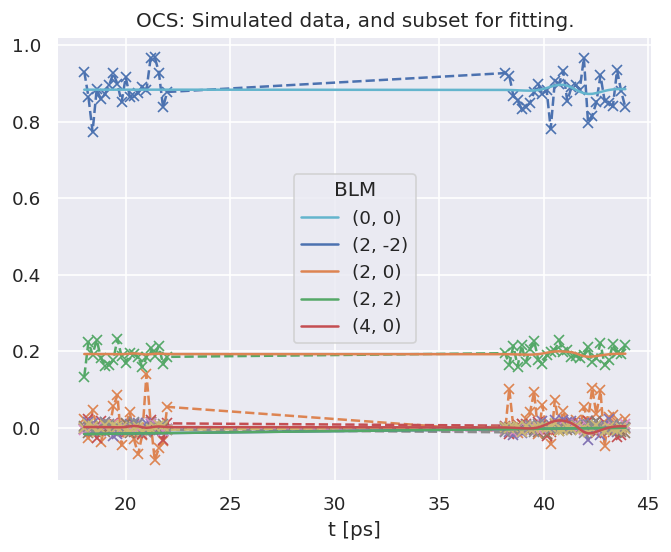 OCS: Simulated data, and subset for fitting.
1.0
0.8
0.6
0.4
0.2
0.0
BLM
(0, 0)
(2, -2)
(2, 0)
(2, 2)
(4, 0)
20 25 30 35 40 45
t [ps]